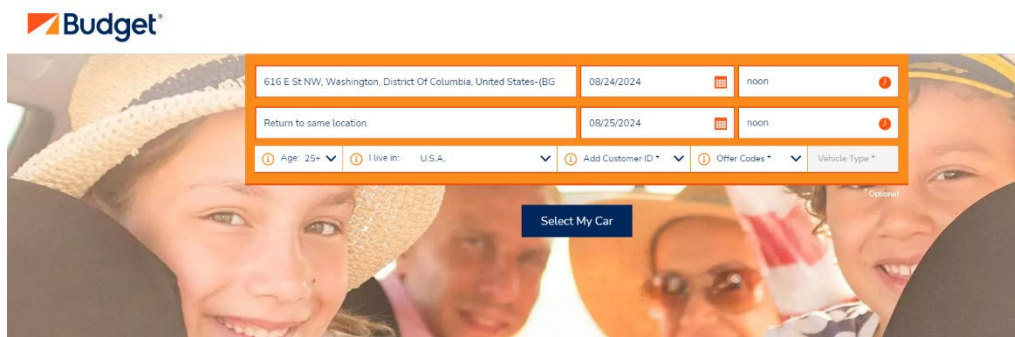 Budget
616 E St NW, Washington, District Of Columbia, United States-(BG
08/24/2024
noon
Return to same location
08/25/2024
noon
Age: 25+
I live in: U.S.A.
Add Customer ID *
Offer Codes *
Vehicle Type *
*Optional
Select My Car